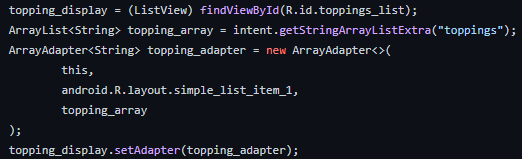 topping_display = (ListView) findViewById(R.id.toppings_list);
ArrayList<String> topping_array = intent.getStringArrayListExtra("toppings");
ArrayAdapter<String> topping_adapter = new ArrayAdapter<>(
        this,
        android.R.layout.simple_list_item_1,
        topping_array
);
topping_display.setAdapter(topping_adapter);